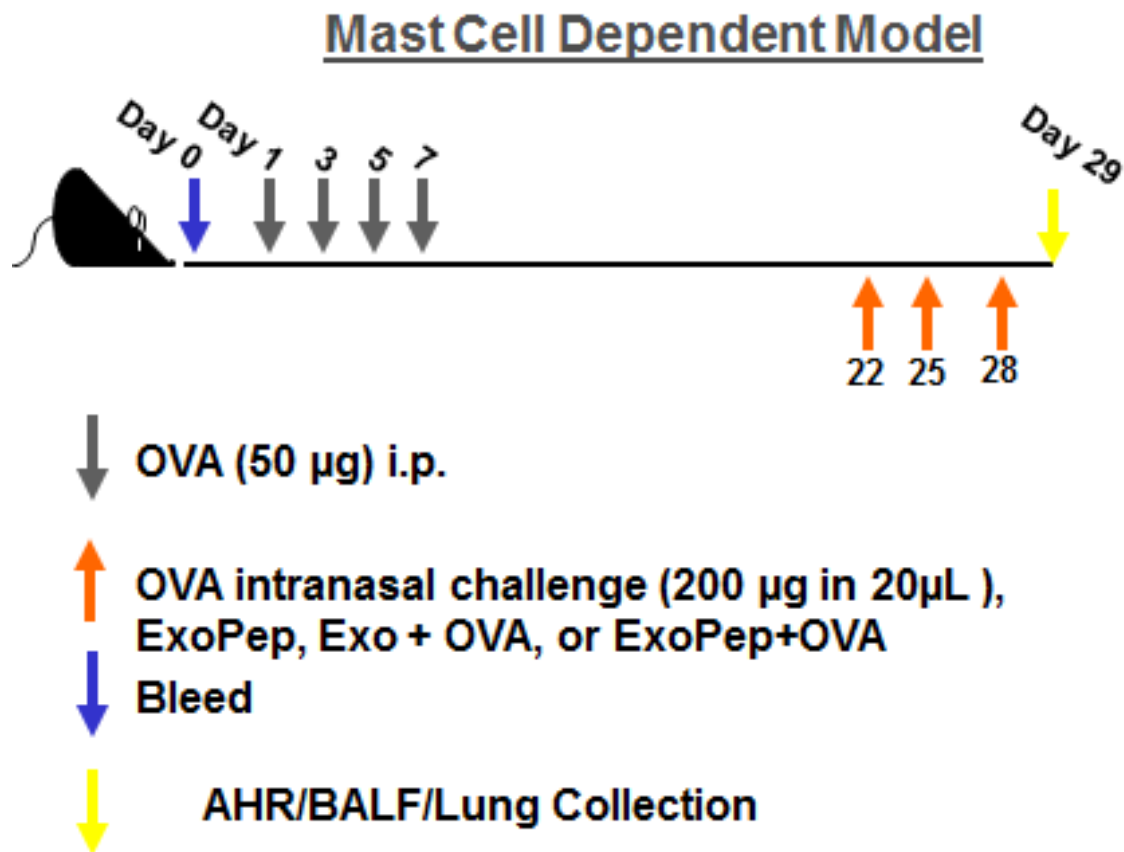 Mast Cell Dependent Model
Day 0
Day 1
3
5
7
Day 29
22
25
28
OVA (50 µg) i.p.
OVA intranasal challenge (200 µg in 20µL ),
ExoPep, Exo + OVA, or ExoPep+OVA
Bleed
AHR/BALF/Lung Collection